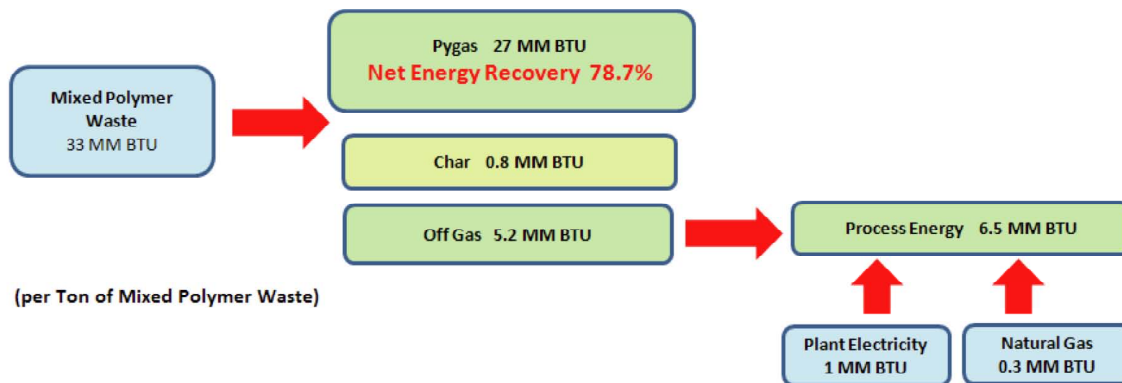 Pygas 27 MM BTU
Net Energy Recovery 78.7%
Mixed Polymer
Waste
33 MM BTU
Char 0.8 MM BTU
Off Gas 5.2 MM BTU
Process Energy 6.5 MM BTU
(per Ton of Mixed Polymer Waste)
Plant Electricity
1 MM BTU
Natural Gas
0.3 MM BTU